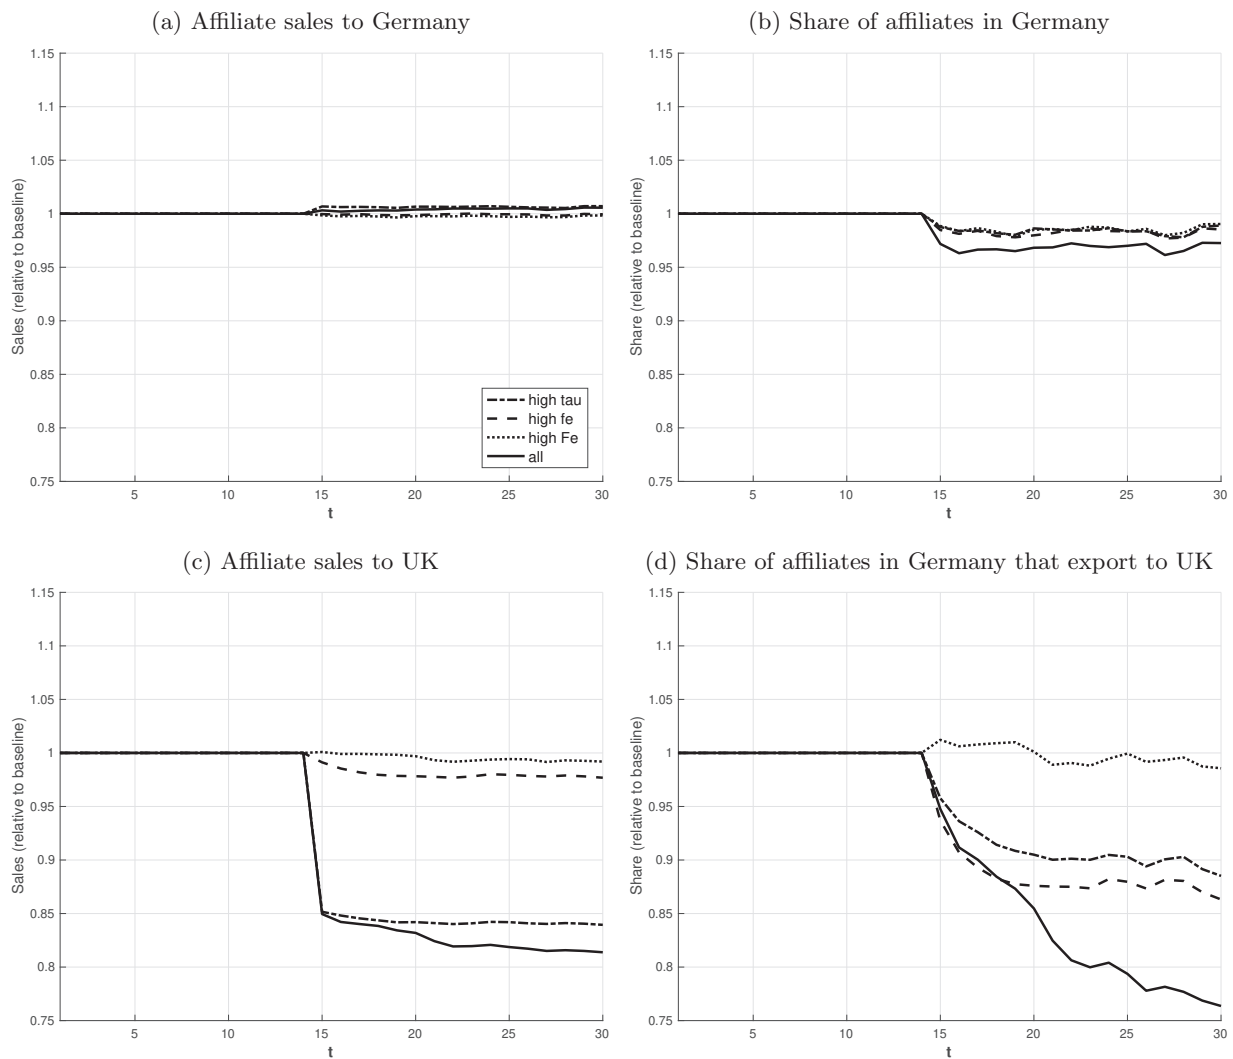 (a) Affiliate sales to Germany
1.15
1.1
1.05
1
0.95
0.9
0.85
0.8
0.75
Sales (relative to baseline)
5 10 15 20 25 30
t
high tau
high fe
high Fe
all
(b) Share of affiliates in Germany
1.15
1.1
1.05
1
0.95
0.9
0.85
0.8
0.75
Share (relative to baseline)
5 10 15 20 25 30
t
(c) Affiliate sales to UK
1.15
1.1
1.05
1
0.95
0.9
0.85
0.8
0.75
Sales (relative to baseline)
5 10 15 20 25 30
t
(d) Share of affiliates in Germany that export to UK
1.15
1.1
1.05
1
0.95
0.9
0.85
0.8
0.75
Share (relative to baseline)
5 10 15 20 25 30
t